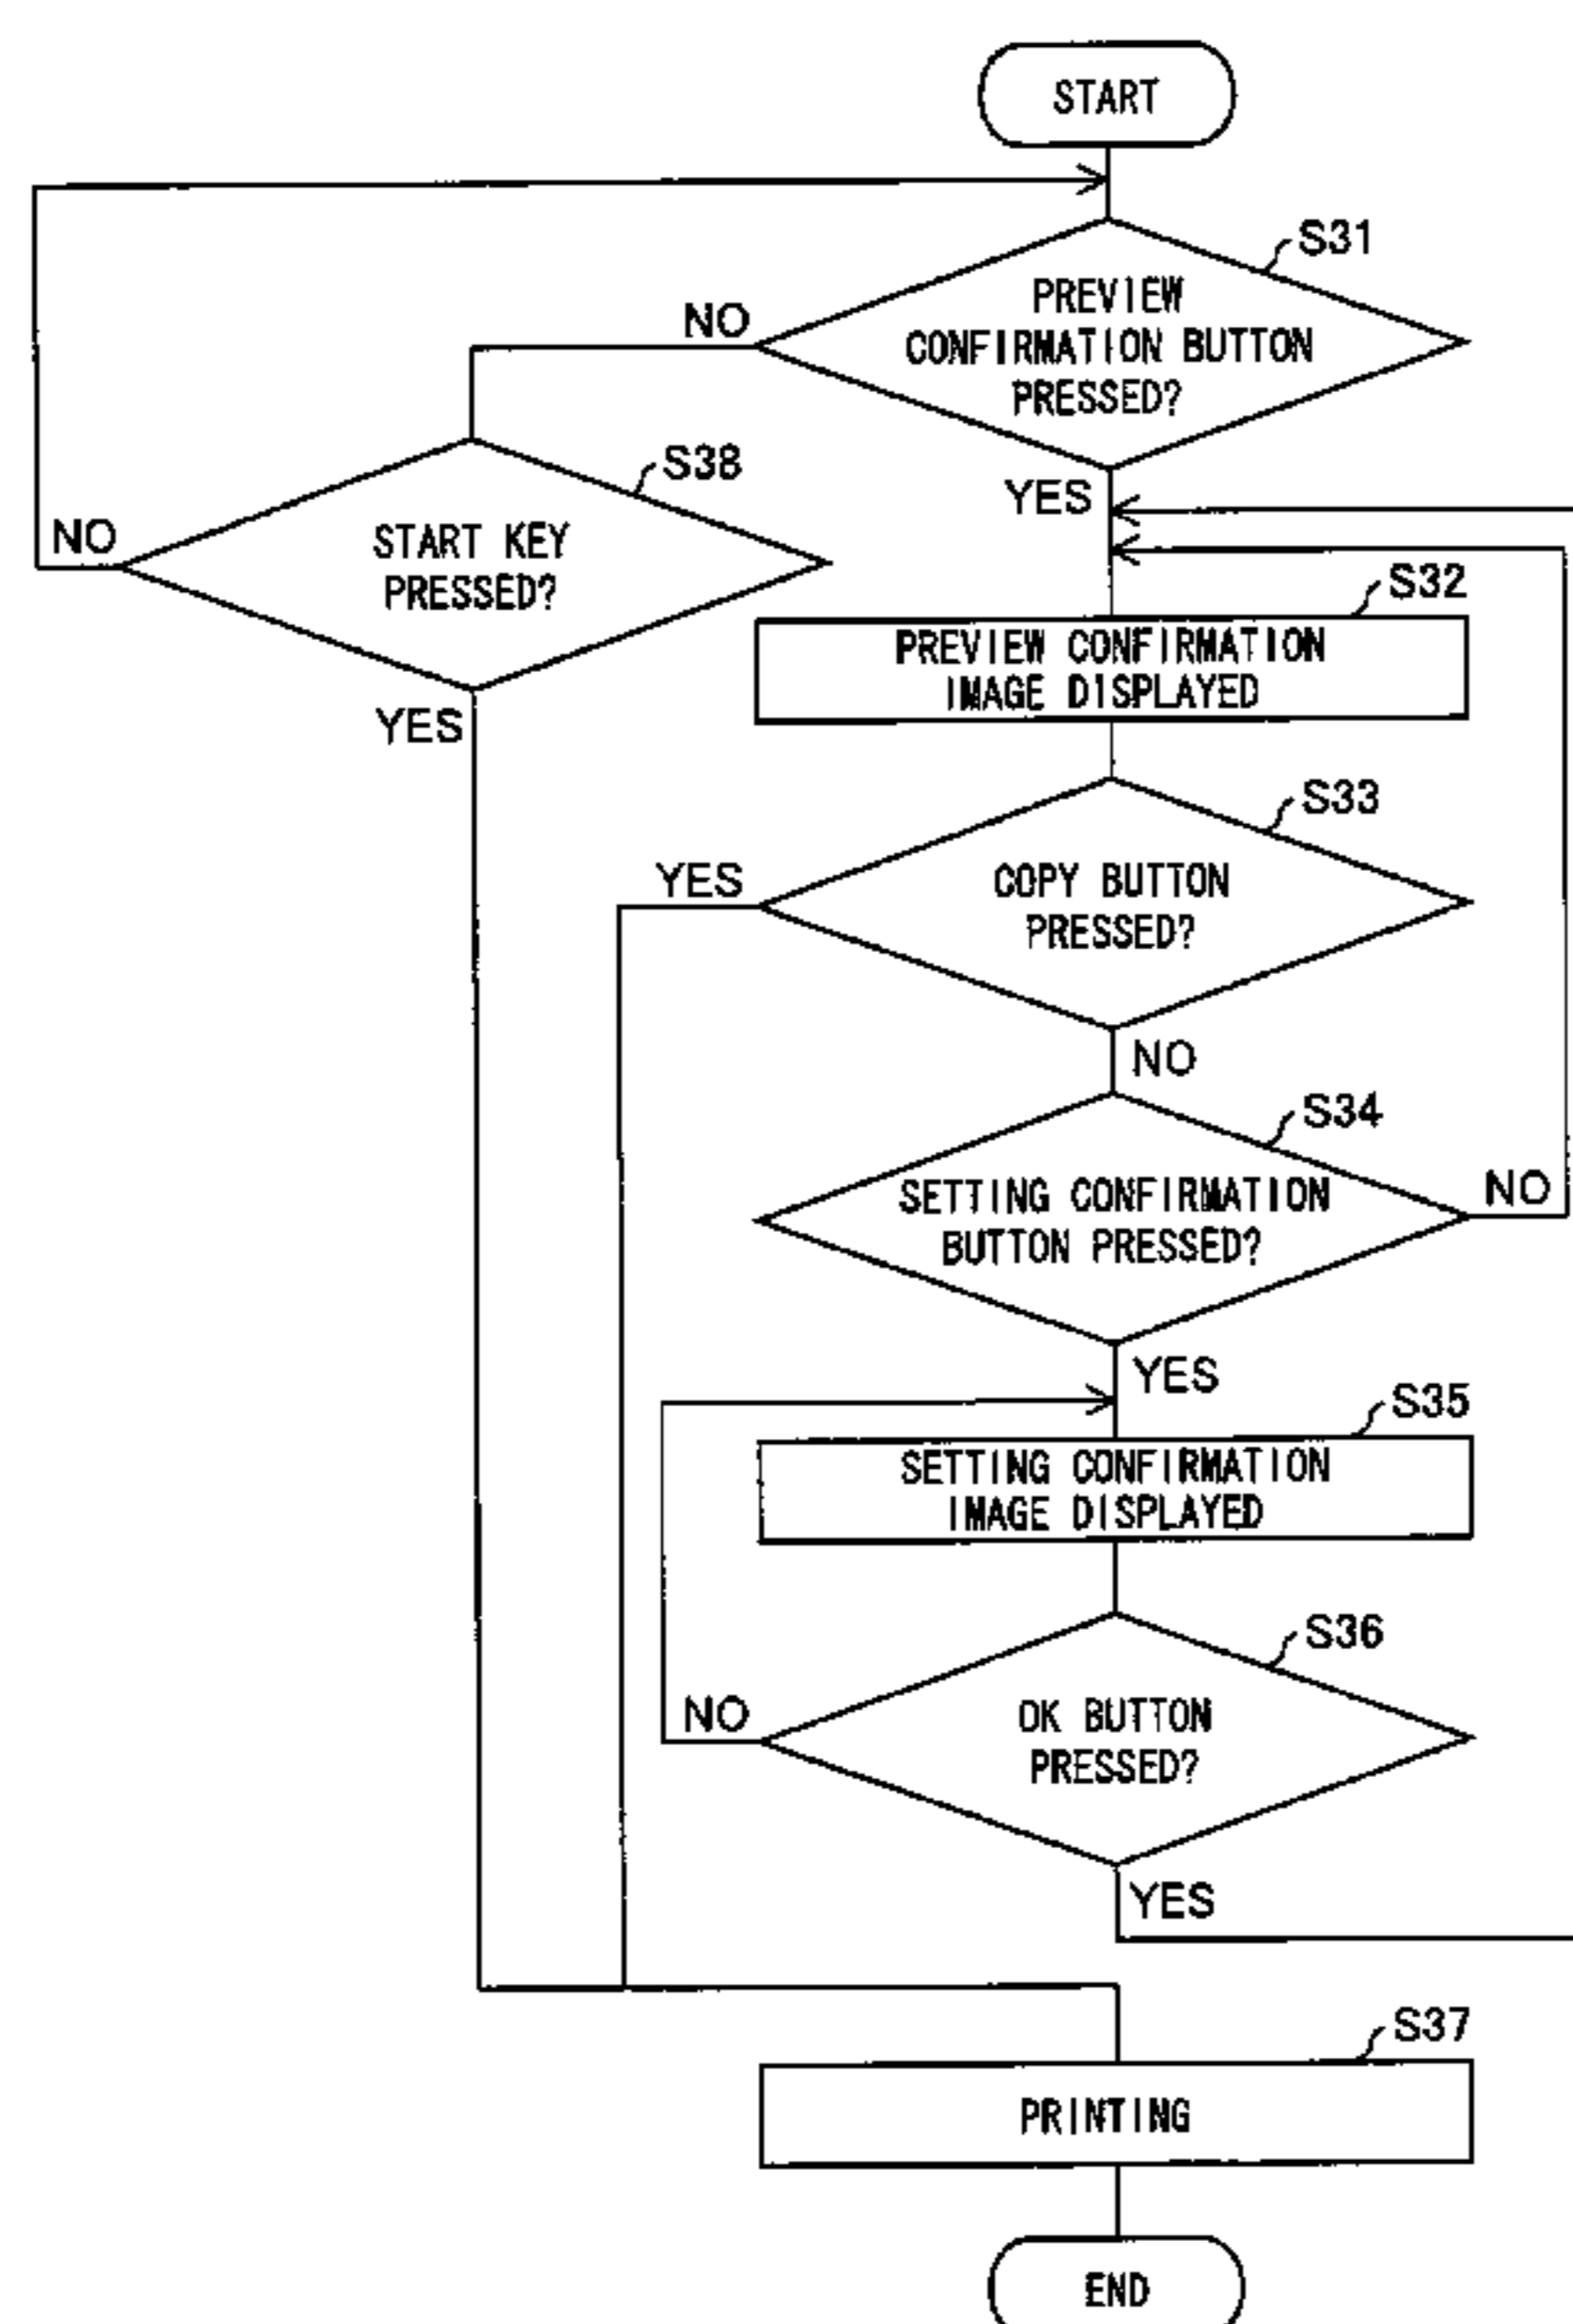 START
S31
PREVIEW
CONFIRMATION BUTTON
PRESSED?
NO
YES
S38
START KEY
PRESSED?
NO
YES
S32
PREVIEW CONFIRMATION
IMAGE DISPLAYED
S33
COPY BUTTON
PRESSED?
YES
NO
S34
SETTING CONFIRMATION
BUTTON PRESSED?
NO
YES
S35
SETTING CONFIRMATION
IMAGE DISPLAYED
S36
OK BUTTON
PRESSED?
NO
YES
S37
PRINTING
END